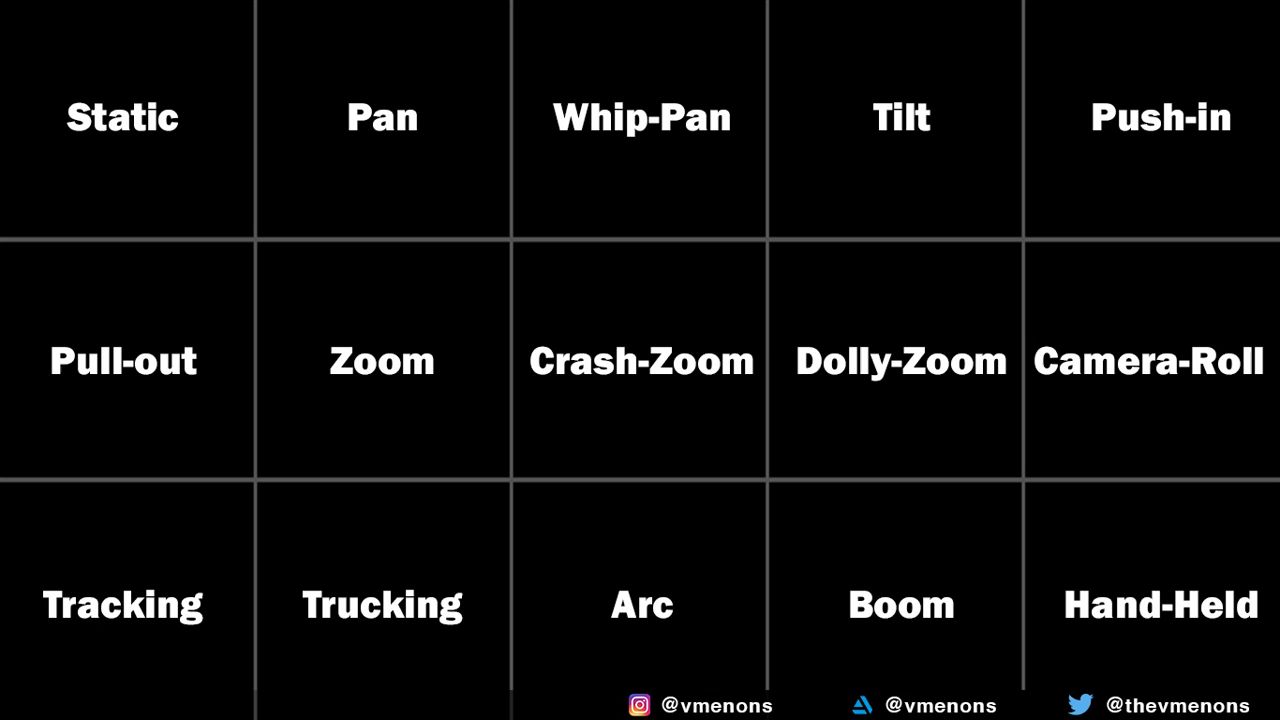 Static
Pan
Whip-Pan
Tilt
Push-in
Pull-out
Zoom
Crash-Zoom
Dolly-Zoom
Camera-Roll
Tracking
Trucking
Arc
Boom
Hand-Held
@vmenons
@vmenons
@thevmenons